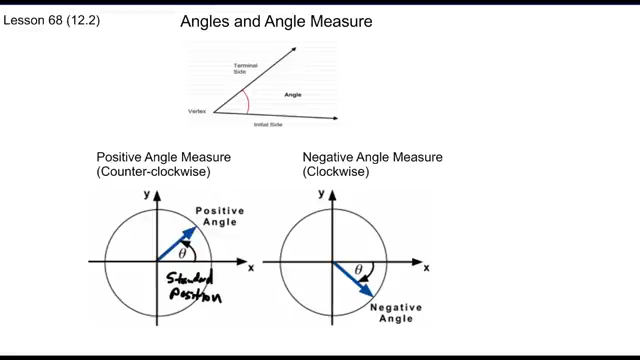 Lesson 68 (12.2)
Angles and Angle Measure
Terminal
Side
Angle
Vertex
Initial Side
Positive Angle Measure
(Counter-clockwise)
Negative Angle Measure
(Clockwise)
y
Positive
Angle
θ
x
Standard
Position
y
θ
x
Negative
Angle